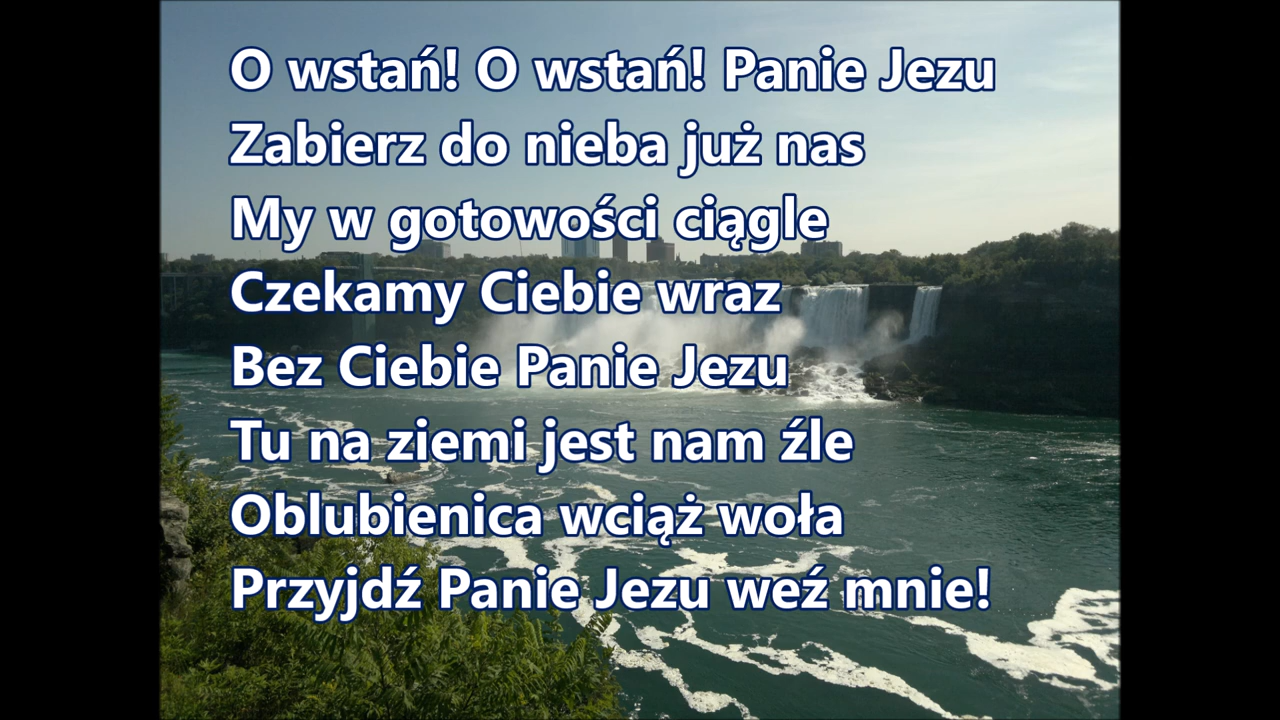 O wstań! O wstań! Panie Jezu
Zabierz do nieba już nas
My w gotowości ciągle
Czekamy Ciebie wraz
Bez Ciebie Panie Jezu
Tu na ziemi jest nam źle
Oblubienica wciąż woła
Przyjdź Panie Jezu weź mnie!